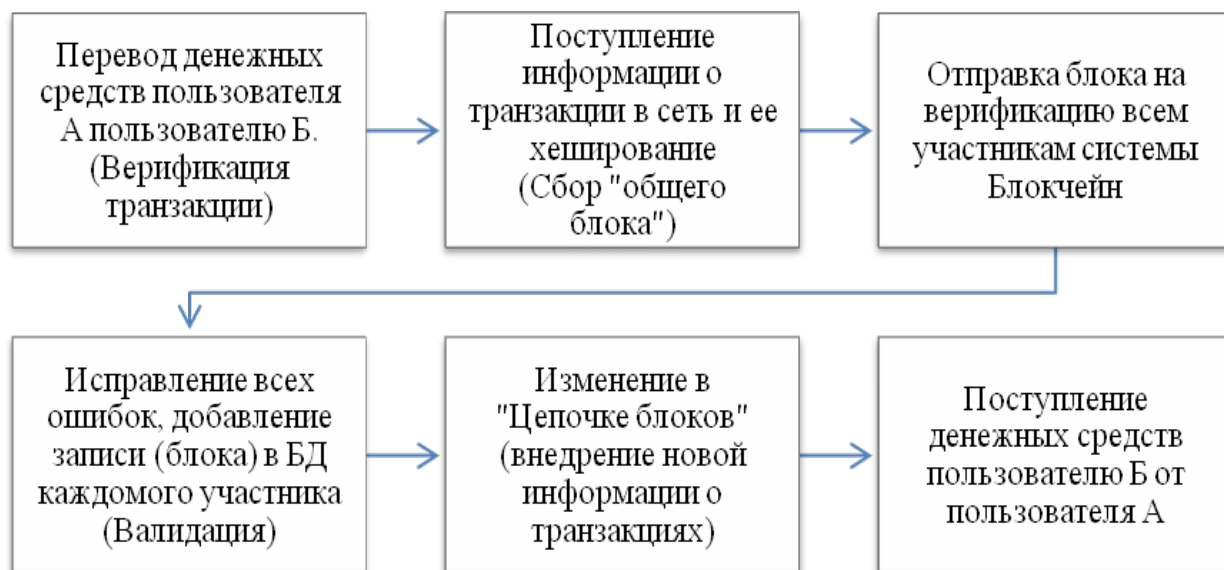 Перевод денежных
средств пользователя
А пользователю Б.
(Верификация
транзакции)
Поступление
информации о
транзакции в сеть и ее
хеширование
(Сбор "общего
блока")
Отправка блока на
верификацию всем
участникам системы
Блокчейн
Исправление всех
ошибок, добавление
записи (блока) в БД
каждомого участника
(Валидация)
Изменение в
"Цепочке блоков"
(внедрение новой
информации о
транзакциях)
Поступление
денежных средств
пользователю Б от
пользователя А